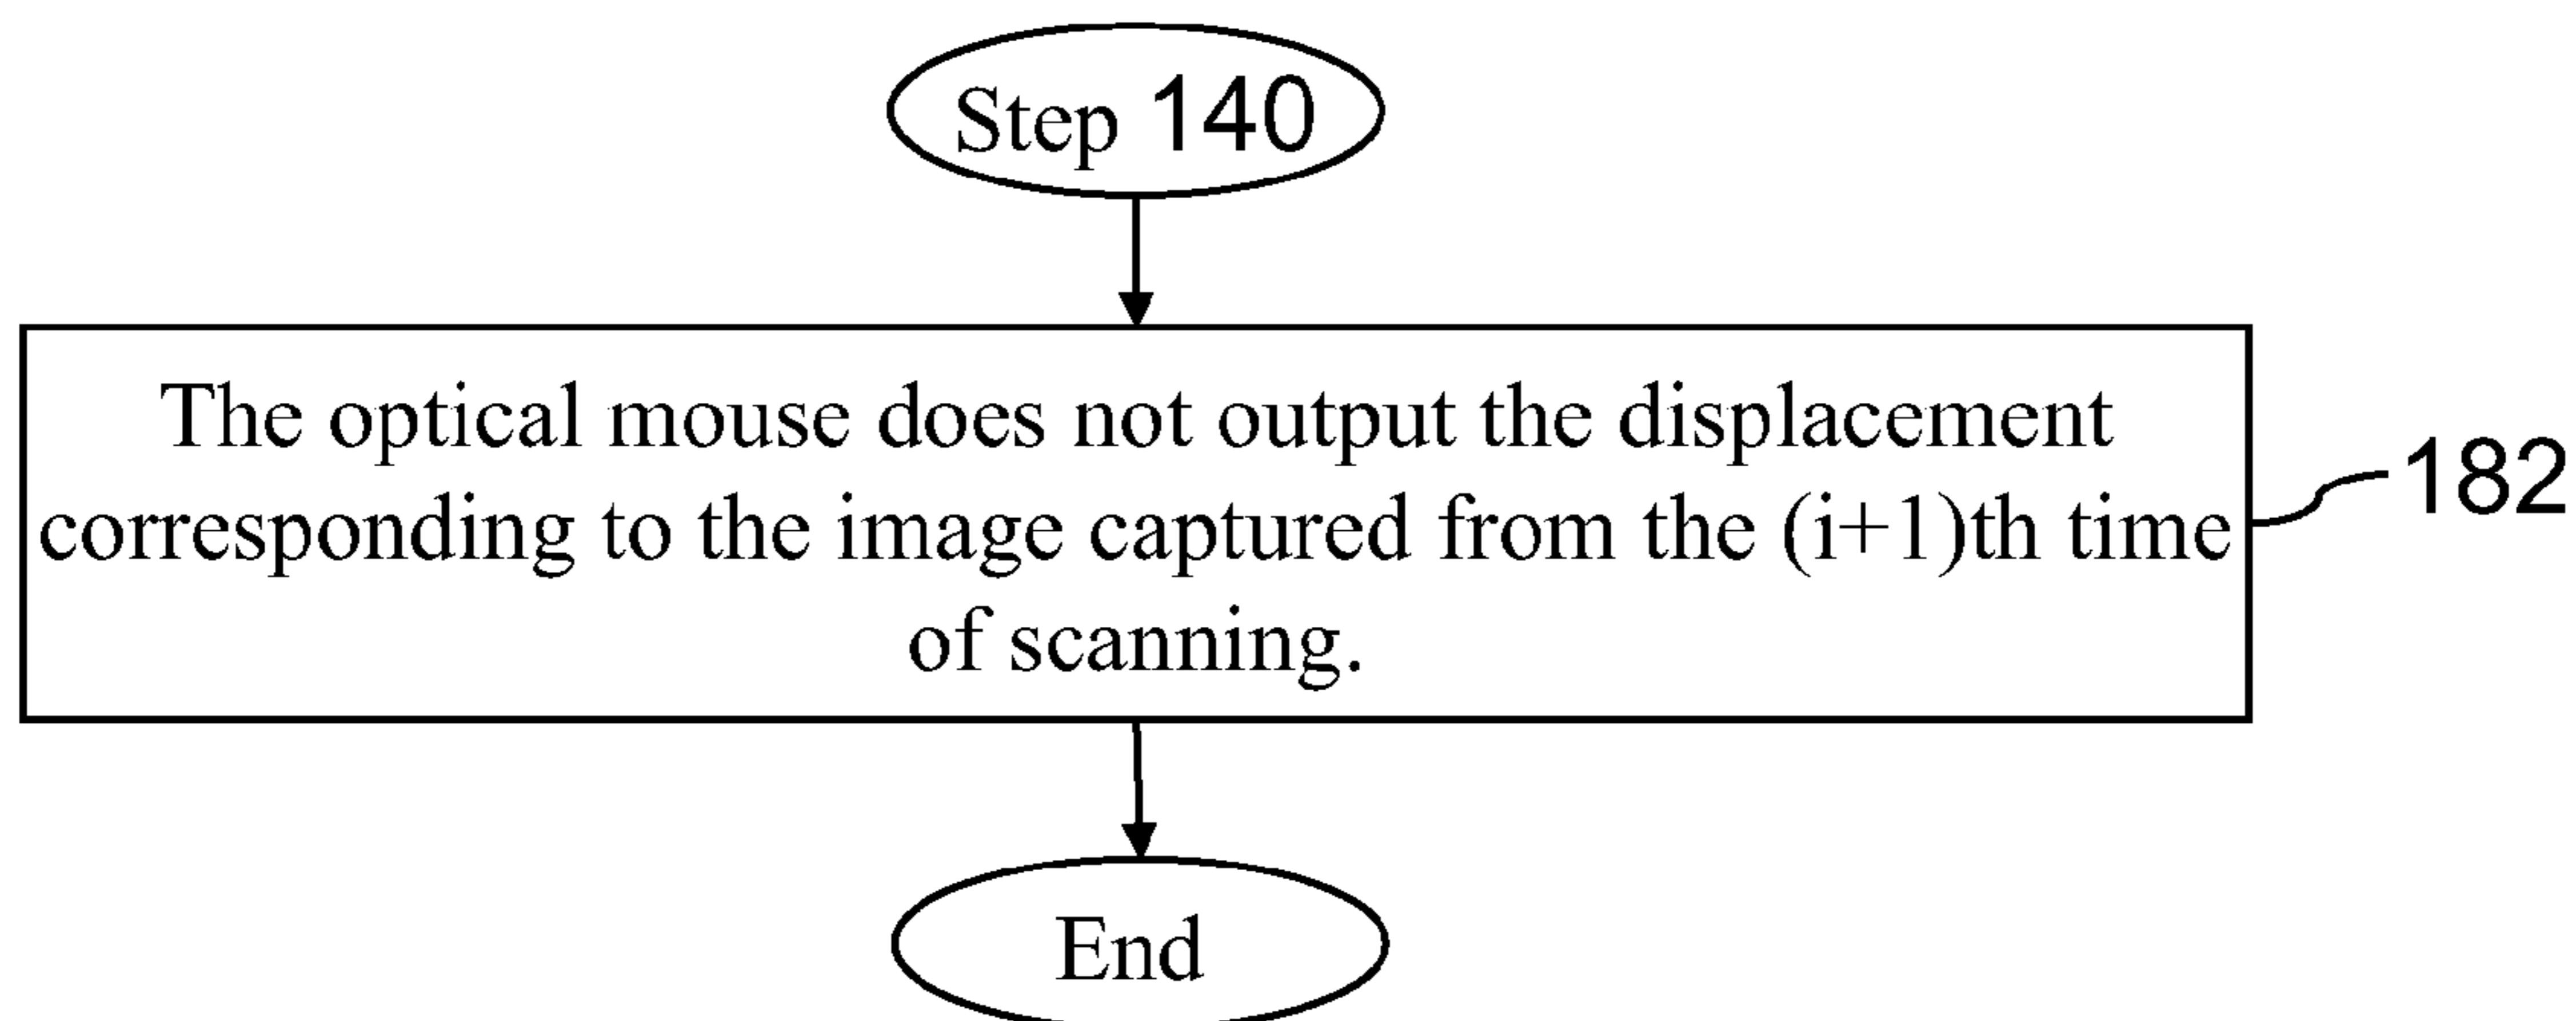 Step 140
The optical mouse does not output the displacement
corresponding to the image captured from the (i+1)th time
of scanning.
182
End